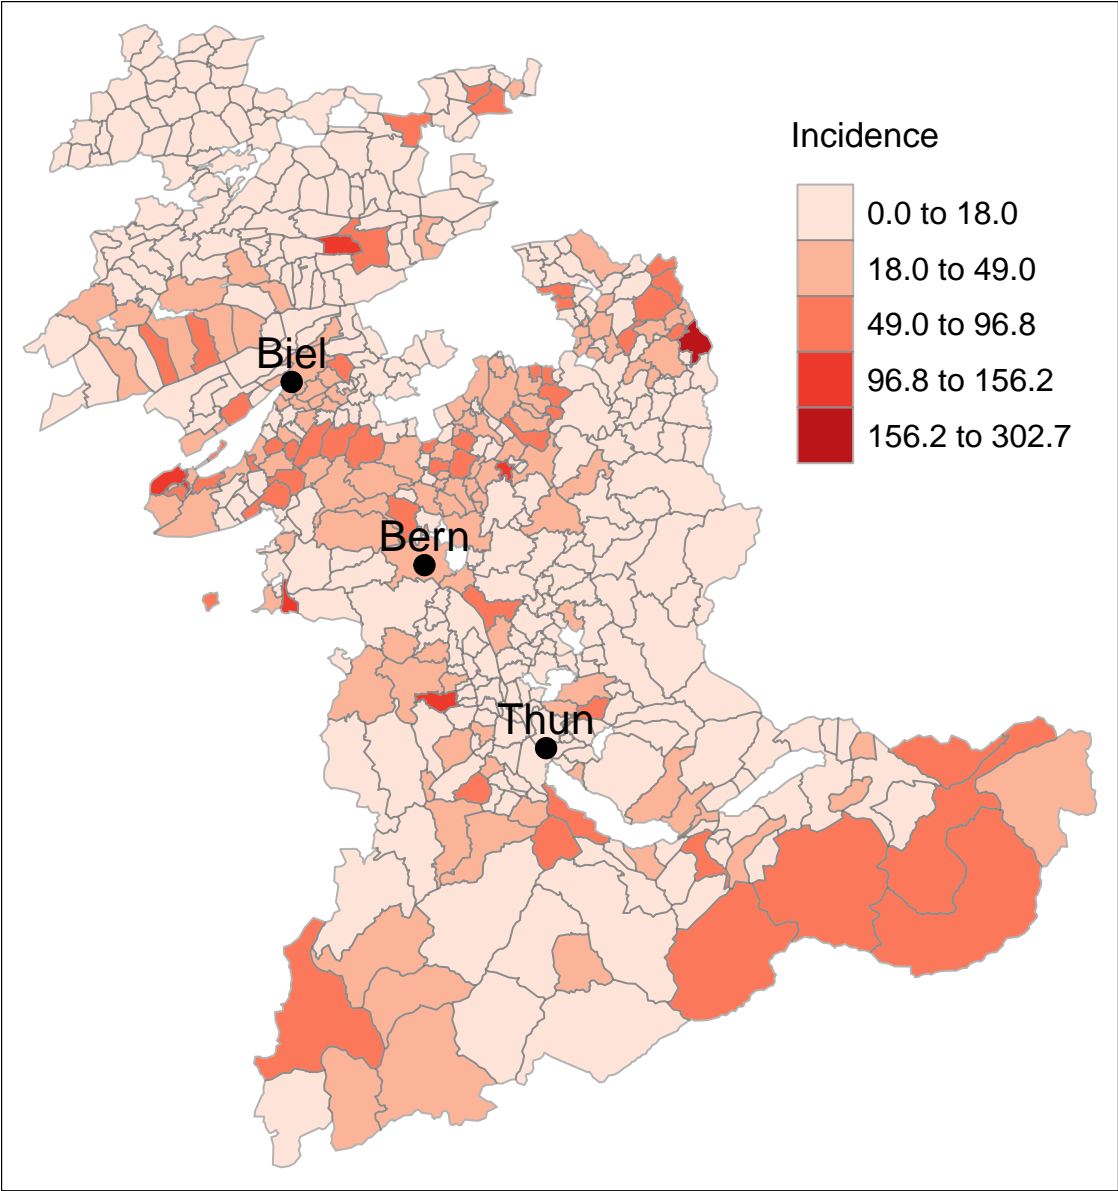 Incidence
0.0 to 18.0
18.0 to 49.0
49.0 to 96.8
96.8 to 156.2
156.2 to 302.7
Biel
Bern
Thun